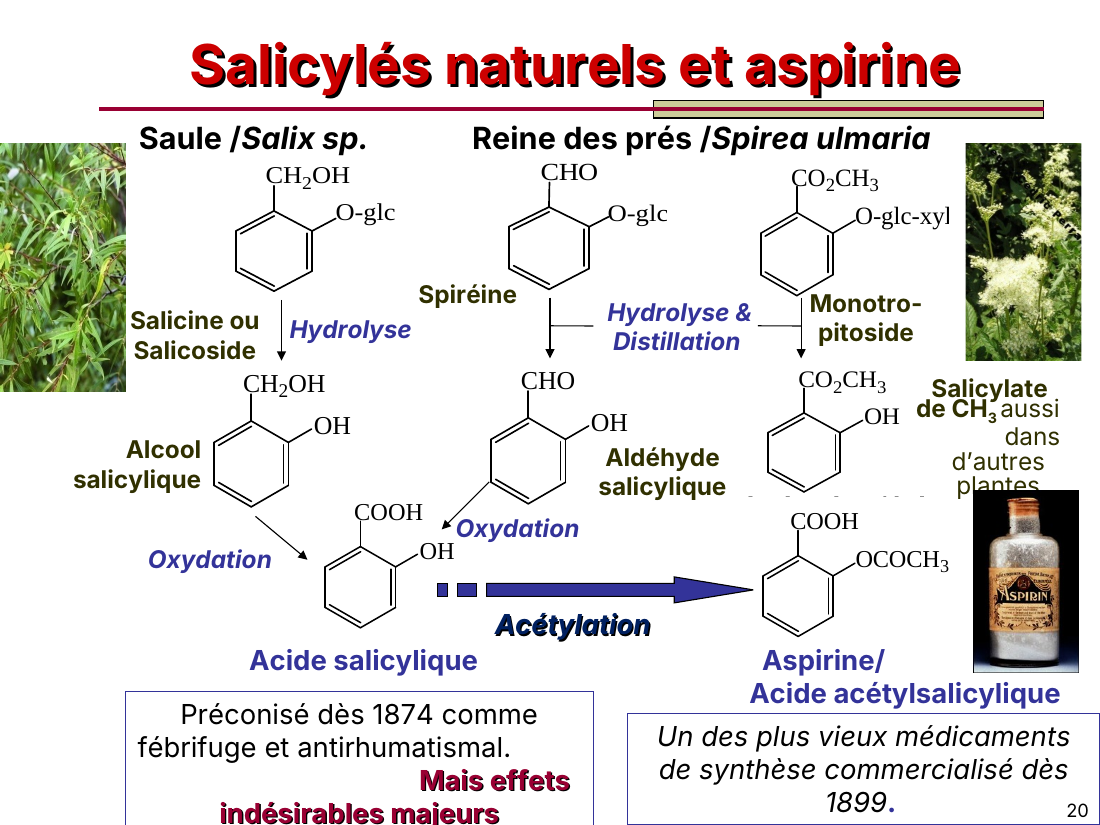 Salicylés naturels et aspirine
Saule /Salix sp.
Reine des prés /Spirea ulmaria
CH2OH
O-glc
CHO
O-glc
CO2CH3
O-glc-xyl
Spiréine
Salicine ou
Salicoside
Hydrolyse
Hydrolyse &
Distillation
Monotro-
pitoside
CH2OH
OH
CHO
OH
CO2CH3
OH
Salicylate
de CH3 aussi
dans
d’autres
plantes
Alcool
salicylique
Aldéhyde
salicylique
COOH
OH
Oxydation
Oxydation
COOH
OCOCH3
ASPIRIN
Acétylation
Acide salicylique
Aspirine/
Acide acétylsalicylique
Préconisé dès 1874 comme
fébrifuge et antirhumatismal.
Mais effets
indésirables majeurs
Un des plus vieux médicaments
de synthèse commercialisé dès
1899.
20